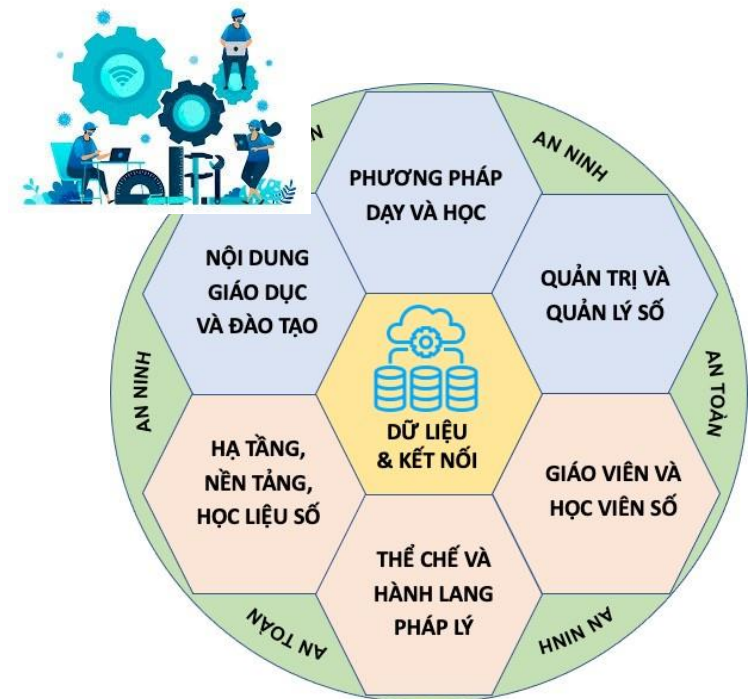 AN NINH
PHƯƠNG PHÁP
DẠY VÀ HỌC
NỘI DUNG
GIÁO DỤC
VÀ ĐÀO TẠO
QUẢN TRỊ VÀ
QUẢN LÝ SỐ
AN NINH
AN TOÀN
DỮ LIỆU
& KẾT NỐI
HẠ TẦNG,
NỀN TẢNG,
HỌC LIỆU SỐ
GIÁO VIÊN VÀ
HỌC VIÊN SỐ
THỂ CHẾ VÀ
HÀNH LANG
PHÁP LÝ
AN TOÀN
AN NINH